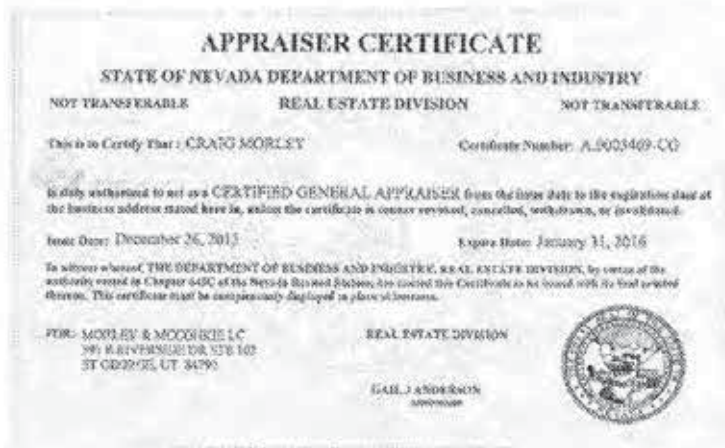 APPRAISER CERTIFICATE
STATE OF NEVADA DEPARTMENT OF BUSINESS AND INDUSTRY
NOT TRANSFERABLE REAL ESTATE DIVISION NOT TRANSFERABLE
This is to Certify That : CRAIG MORLEY Certificate Number: A.0003469-CG
is duly authorized to act as a CERTIFIED GENERAL APPRAISER from the issue date to the expiration date at
the business address stated here in, unless the certificate is sooner revoked, cancelled, withdrawn, or invalidated.
Issue Date: December 26, Expire Date: January 31, 2016
In witness whereof, THE DEPARTMENT OF BUSINESS AND INDUSTRY, REAL ESTATE DIVISION, by virtue of the
authority vested in Chapter 645C of the Nevada Revised Statues, has caused this Certificate to be issued with its Seal printed
thereon. This certificate must be conspicuously displayed in place of business.
FOR: MORLEY & LC REAL ESTATE DIVISION
RIVERSIDE DR STE
ST GEORGE, UT
GAIL J ANDERSON